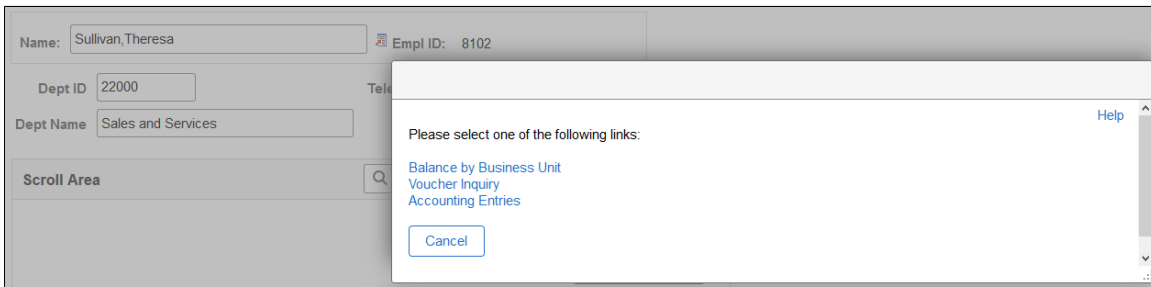 Name: Sullivan,Theresa Empl ID: 8102
Dept ID 22000 Tele
Dept Name Sales and Services
Scroll Area
Help
Please select one of the following links:
Balance by Business Unit
Voucher Inquiry
Accounting Entries
Cancel